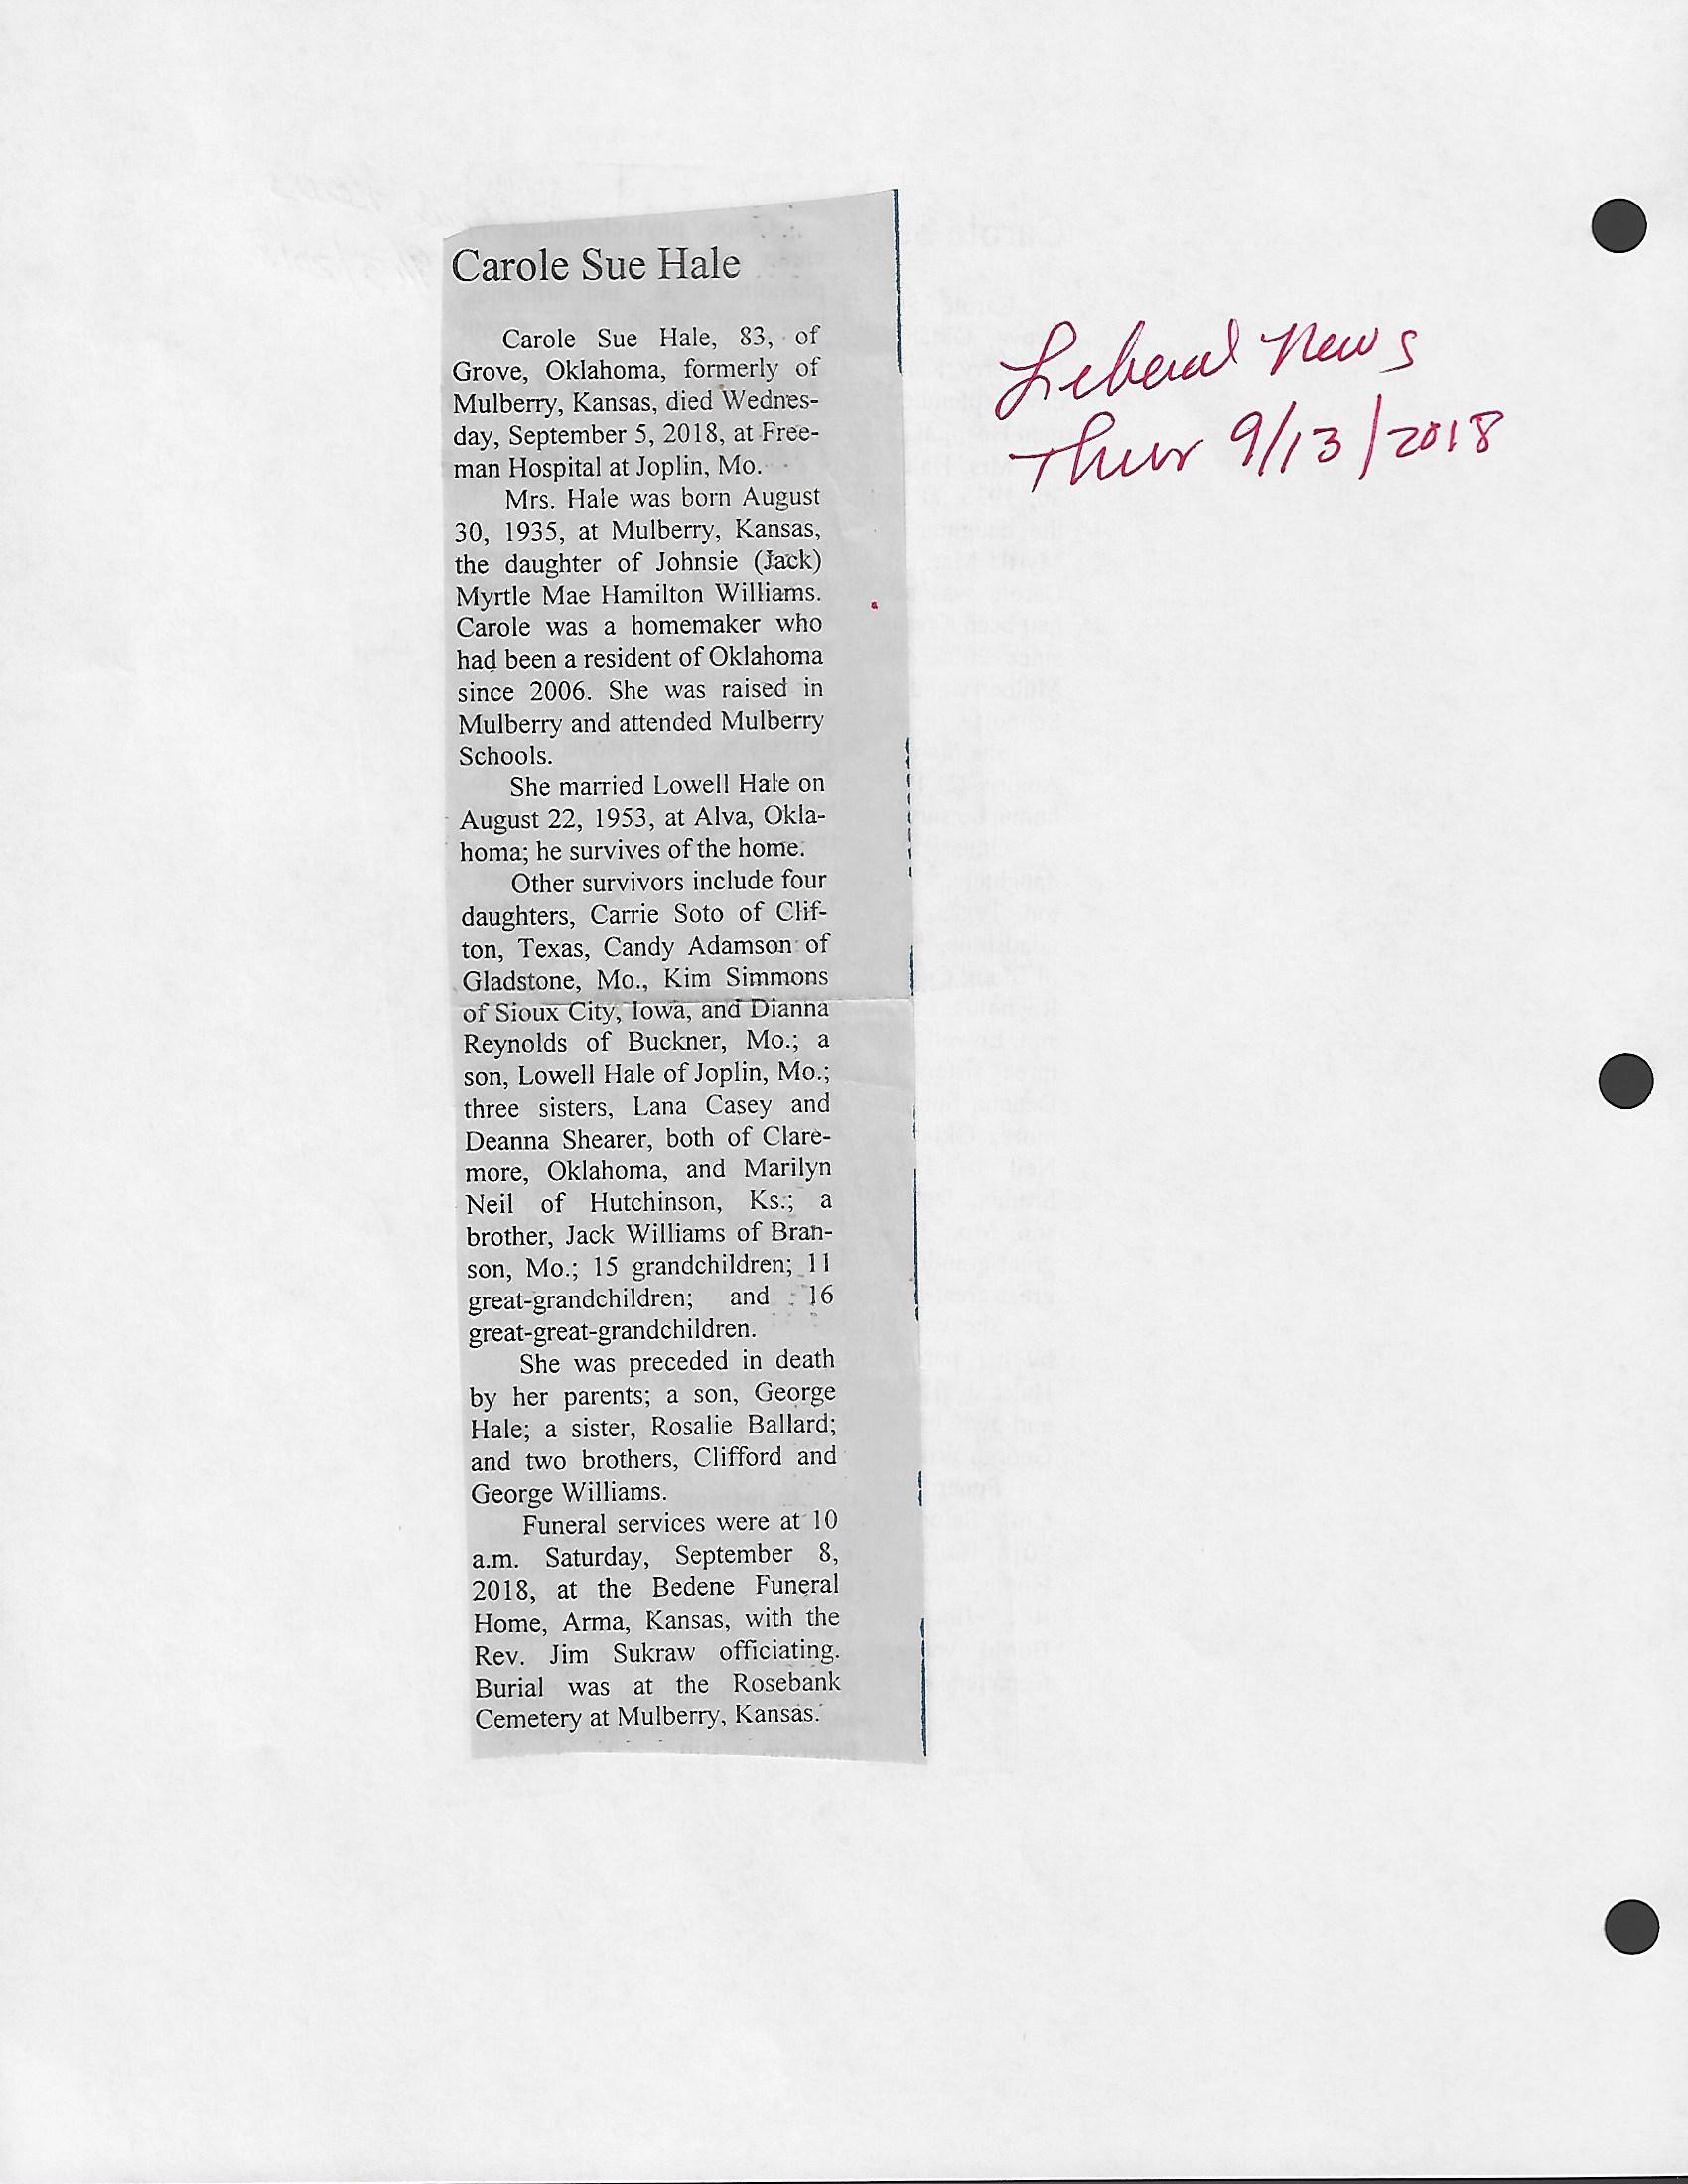 Carole Sue Hale
Carole Sue Hale, 83, of
Grove, Oklahoma, formerly of
Mulberry, Kansas, died Wednes-
day, September 5, 2018, at Free-
man Hospital at Joplin, Mo.
Mrs. Hale was born August
30, 1935, at Mulberry, Kansas,
the daughter of Johnsie (Jack)
Myrtle Mae Hamilton Williams.
Carole was a homemaker who
had been a resident of Oklahoma
since 2006. She was raised in
Mulberry and attended Mulberry
Schools.
She married Lowell Hale on
August 22, 1953, at Alva, Okla-
homa; he survives of the home.
Other survivors include four
daughters, Carrie Soto of Clif-
ton, Texas, Candy Adamson of
Gladstone, Mo., Kim Simmons
of Sioux City, Iowa, and Dianna
Reynolds of Buckner, Mo.; a
son, Lowell Hale of Joplin, Mo.;
three sisters, Lana Casey and
Deanna Shearer, both of Clare-
more, Oklahoma, and Marilyn
Neil of Hutchinson, Ks.; a
brother, Jack Williams of Bran-
son, Mo.; 15 grandchildren; 11
great-grandchildren; and 16
great-great-grandchildren.
She was preceded in death
by her parents; a son, George
Hale; a sister, Rosalie Ballard;
and two brothers, Clifford and
George Williams.
Funeral services were at 10
a.m. Saturday, September 8,
2018, at the Bedene Funeral
Home, Arma, Kansas, with the
Rev. Jim Sukraw officiating.
Burial was at the Rosebank
Cemetery at Mulberry, Kansas.
Liberal News
Thur 9/13/2018